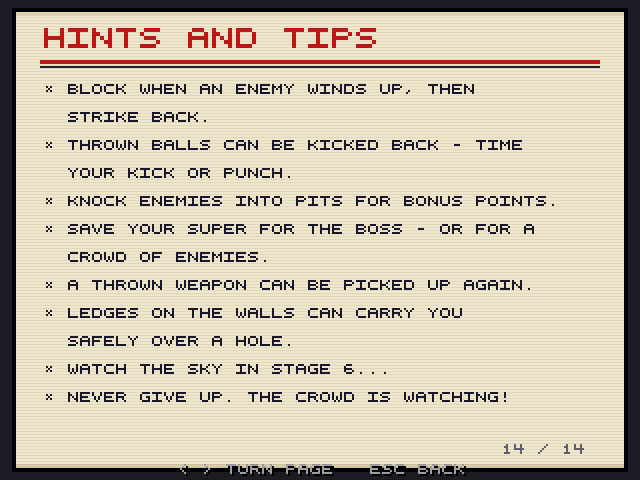 HINTS AND TIPS
× BLOCK WHEN AN ENEMY WINDS UP, THEN
STRIKE BACK.
× THROWN BALLS CAN BE KICKED BACK - TIME
YOUR KICK OR PUNCH.
× KNOCK ENEMIES INTO PITS FOR BONUS POINTS.
× SAVE YOUR SUPER FOR THE BOSS - OR FOR A
CROWD OF ENEMIES.
× A THROWN WEAPON CAN BE PICKED UP AGAIN.
× LEDGES ON THE WALLS CAN CARRY YOU
SAFELY OVER A HOLE.
× WATCH THE SKY IN STAGE 6...
× NEVER GIVE UP. THE CROWD IS WATCHING!
14 / 14
< > TURN PAGE ESC BACK